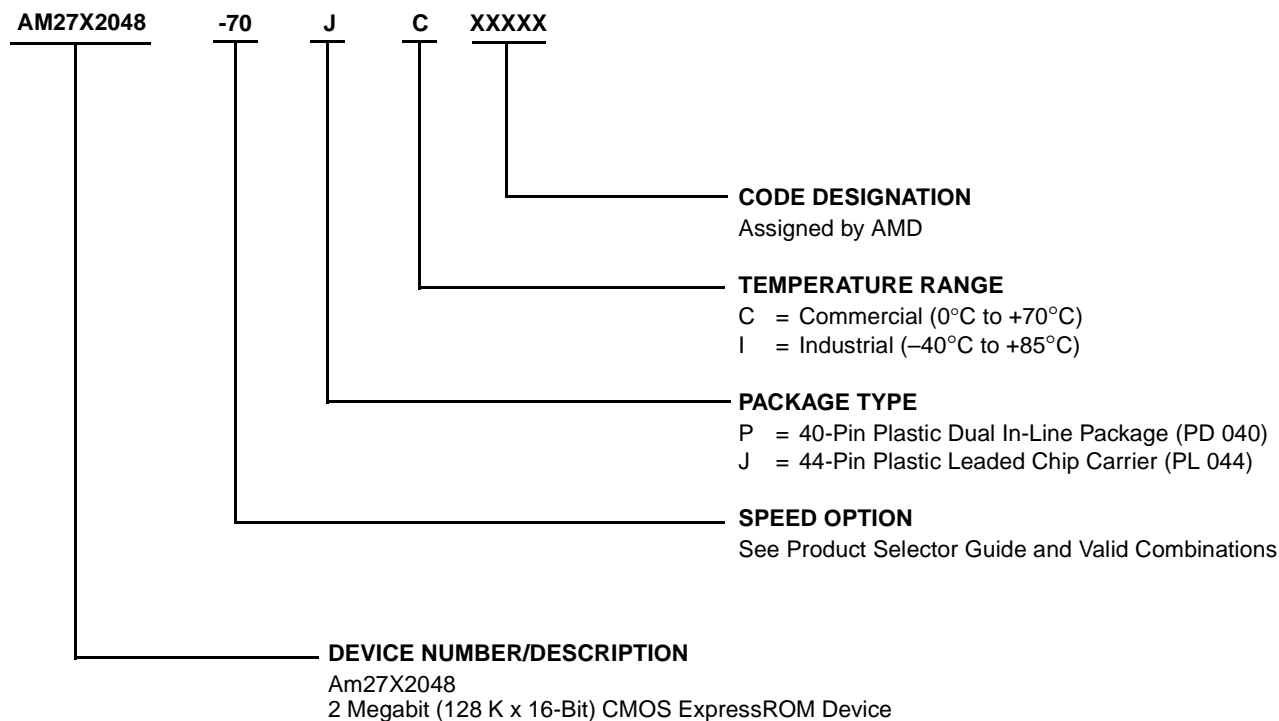 AM27X2048 -70 J C XXXXX
CODE DESIGNATION
Assigned by AMD
TEMPERATURE RANGE
C = Commercial (0°C to +70°C)
I = Industrial (–40°C to +85°C)
PACKAGE TYPE
P = 40-Pin Plastic Dual In-Line Package (PD 040)
J = 44-Pin Plastic Leaded Chip Carrier (PL 044)
SPEED OPTION
See Product Selector Guide and Valid Combinations
DEVICE NUMBER/DESCRIPTION
Am27X2048
2 Megabit (128 K x 16-Bit) CMOS ExpressROM Device